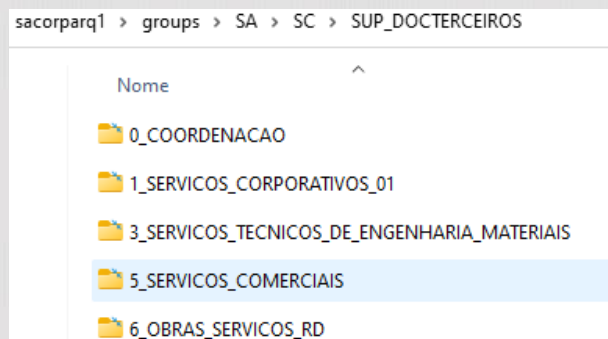 sacorparq1 > groups > SA > SC > SUP_DOCTERCEIROS
Nome
0_COORDENACAO
1_SERVICOS_CORPORATIVOS_01
3_SERVICOS_TECNICOS_DE_ENGENHARIA_MATERIAIS
5_SERVICOS_COMERCIAIS
6_OBRAS_SERVICOS_RD